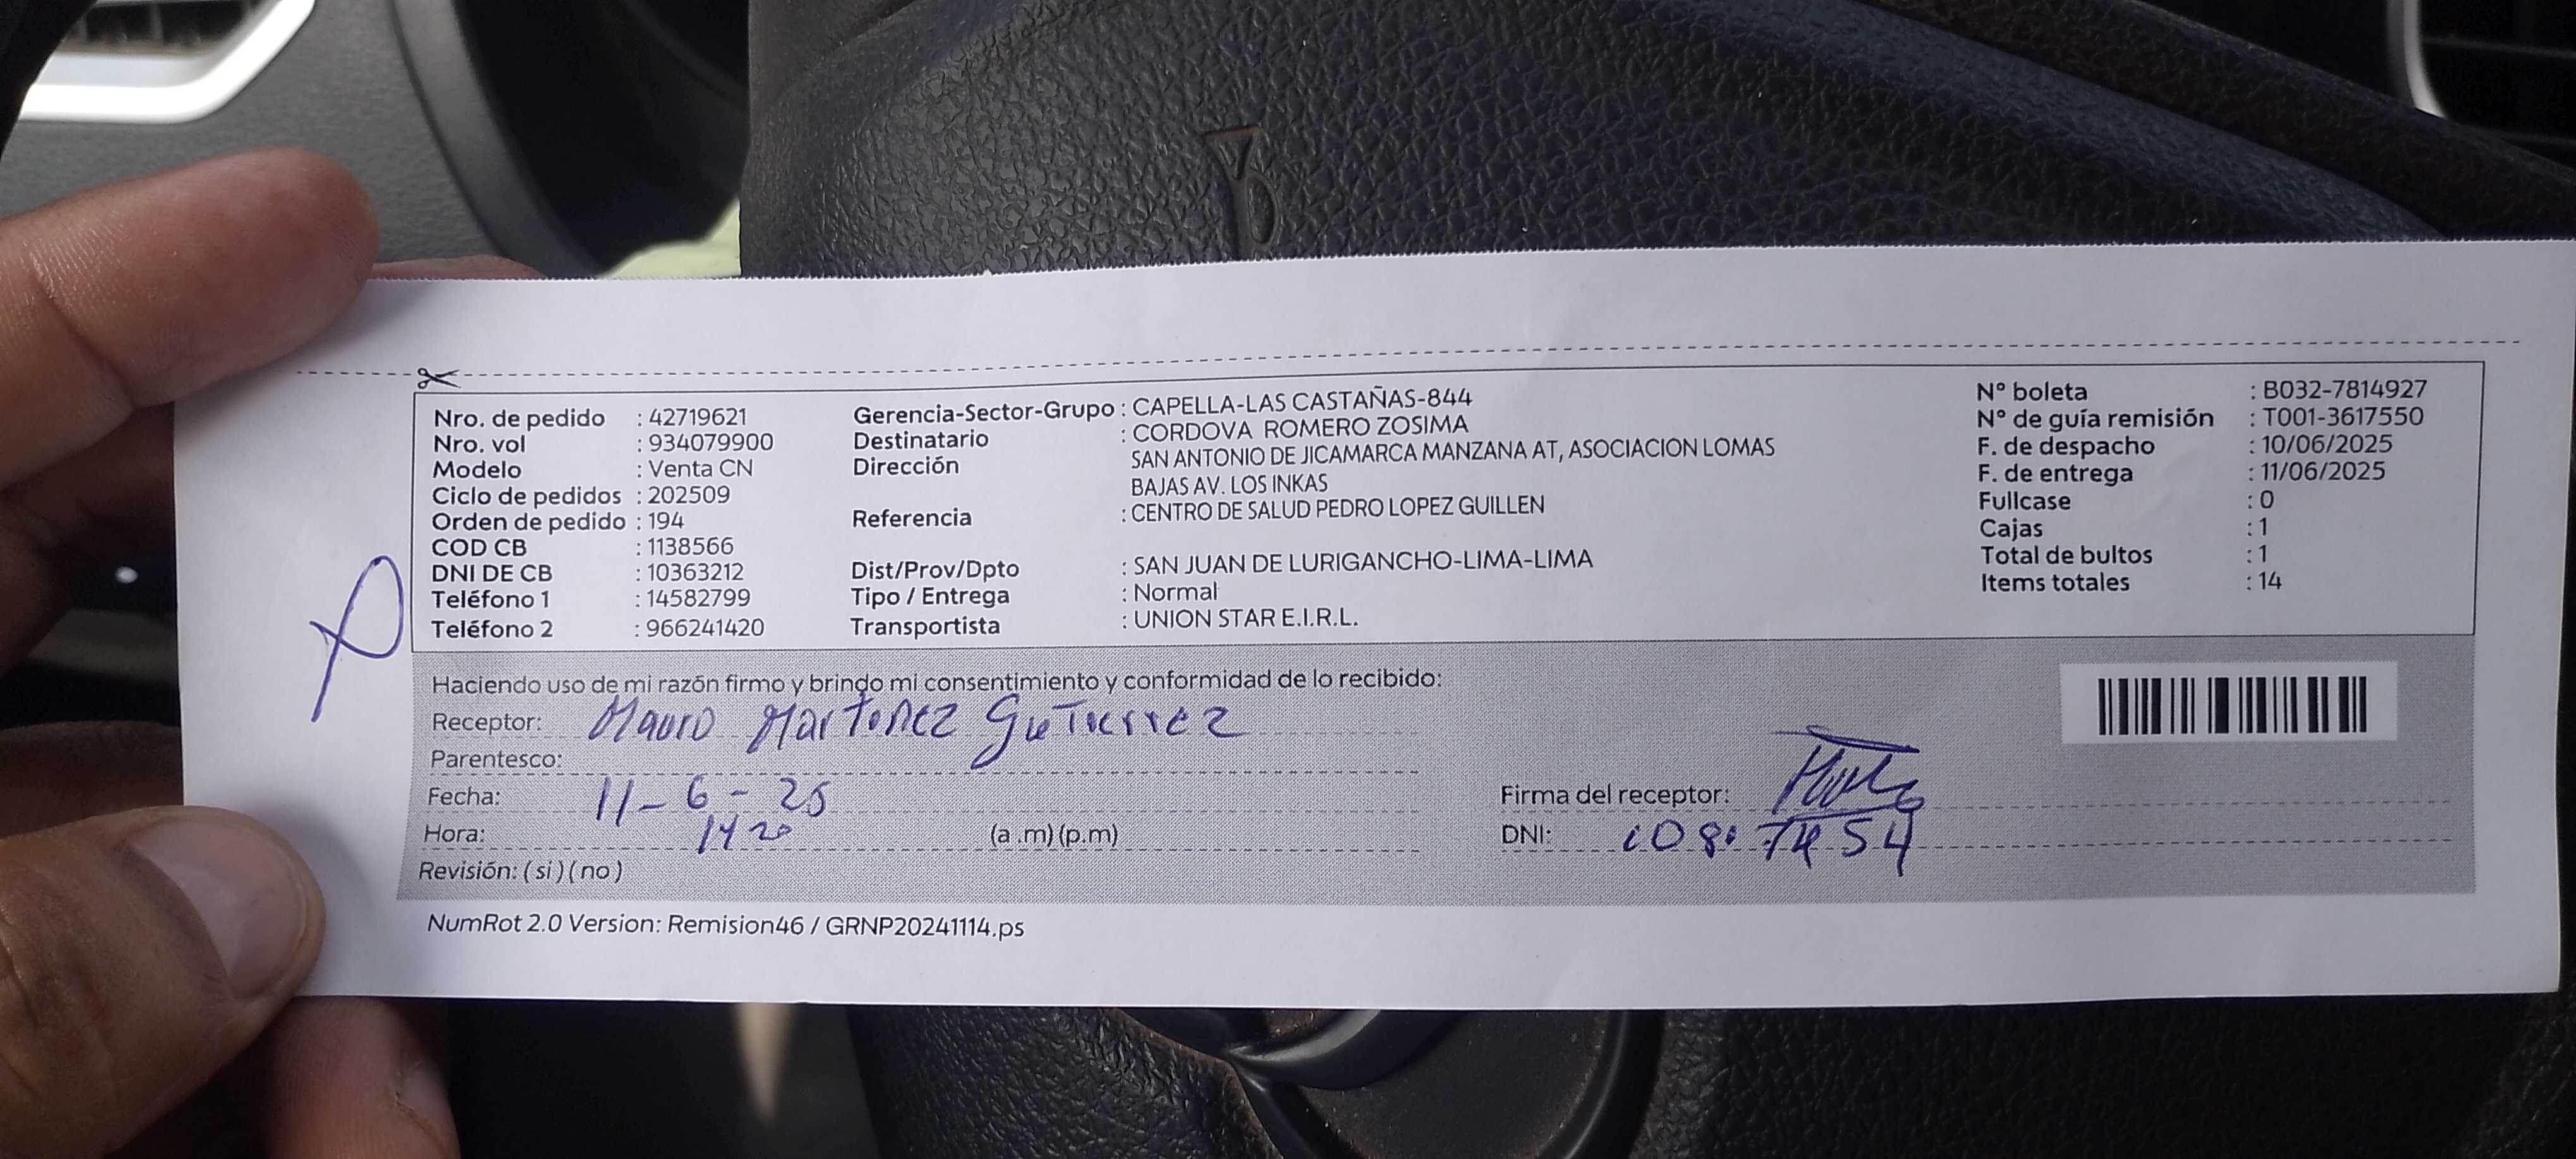 Nro. de pedido : 42719621
Nro. vol : 934079900
Modelo : Venta CN
Ciclo de pedidos : 202509
Orden de pedido : 194
COD CB : 1138566
DNI DE CB : 10363212
Teléfono 1 : 14582799
Teléfono 2 : 966241420
Gerencia-Sector-Grupo : CAPELLA-LAS CASTAÑAS-844
Destinatario : CORDOVA ROMERO ZOSIMA
Dirección SAN ANTONIO DE JICAMARCA MANZANA AT, ASOCIACION LOMAS
BAJAS AV. LOS INKAS
Referencia : CENTRO DE SALUD PEDRO LOPEZ GUILLEN
Dist/Prov/Dpto : SAN JUAN DE LURIGANCHO-LIMA-LIMA
Tipo / Entrega : Normal
Transportista : UNION STAR E.I.R.L.
N° boleta : B032-7814927
N° de guía remisión : T001-3617550
F. de despacho : 10/06/2025
F. de entrega : 11/06/2025
Fullcase : 0
Cajas : 1
Total de bultos : 1
Items totales : 14
Haciendo uso de mi razón firmo y brindo mi consentimiento y conformidad de lo recibido:
Receptor: Mauro Martinez Gutierrez
Parentesco:
Fecha: 11-6-25
Hora: 1420 (a .m) (p.m)
Revisión: ( si ) ( no )
Firma del receptor:
DNI:
NumRot 2.0 Version: Remision46 / GRNP20241114.ps